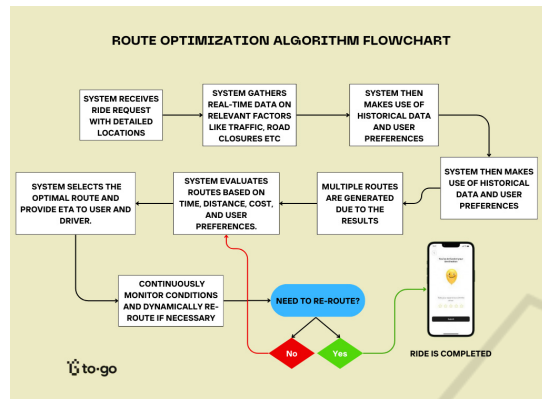 ROUTE OPTIMIZATION ALGORITHM FLOWCHART
SYSTEM RECEIVES
RIDE REQUEST
WITH DETAILED
LOCATIONS
SYSTEM GATHERS
REAL-TIME DATA ON
RELEVANT FACTORS
LIKE TRAFFIC, ROAD
CLOSURES ETC
SYSTEM THEN
MAKES USE OF
HISTORICAL DATA
AND USER
PREFERENCES
SYSTEM THEN MAKES
USE OF HISTORICAL
DATA AND USER
PREFERENCES
MULTIPLE ROUTES
ARE GENERATED
DUE TO THE
RESULTS
SYSTEM EVALUATES
ROUTES BASED ON
TIME, DISTANCE, COST,
AND USER
PREFERENCES.
SYSTEM SELECTS THE
OPTIMAL ROUTE AND
PROVIDE ETA TO USER AND
DRIVER.
CONTINUOUSLY
MONITOR CONDITIONS
AND DYNAMICALLY RE-
ROUTE IF NECESSARY
NEED TO RE-ROUTE?
No
Yes
RIDE IS COMPLETED
to·go